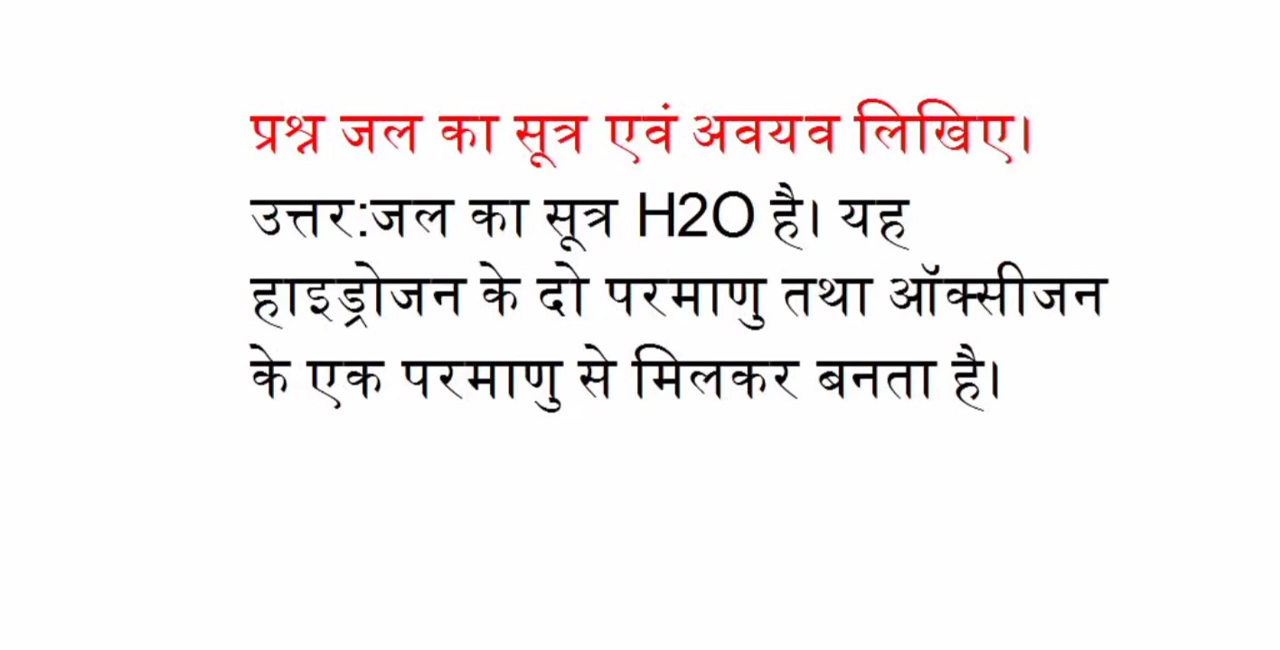 प्रश्न जल का सूत्र एवं अवयव लिखिए।
उत्तर:जल का सूत्र H2O है। यह
हाइड्रोजन के दो परमाणु तथा ऑक्सीजन
के एक परमाणु से मिलकर बनता है।